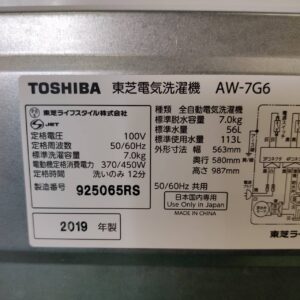 TOSHIBA 東芝電気洗濯機 AW-7G6
東芝ライフスタイル株式会社
JET
定格電圧 100V
定格周波数 50/60Hz
標準洗濯容量 7.0kg
電動機定格消費電力 370/450W
定格時間 洗いのみ 12分
製造番号 925065RS
2019 年製
種類 全自動電気洗濯機
標準脱水容量 7.0kg
標準水量 56L
標準使用水量 113L
外形寸法 幅 563mm
奥行 580mm
高さ 987mm
50/60Hz 共用
日本国内専用
Use Only in Japan
MADE IN CHINA
東芝ライフ